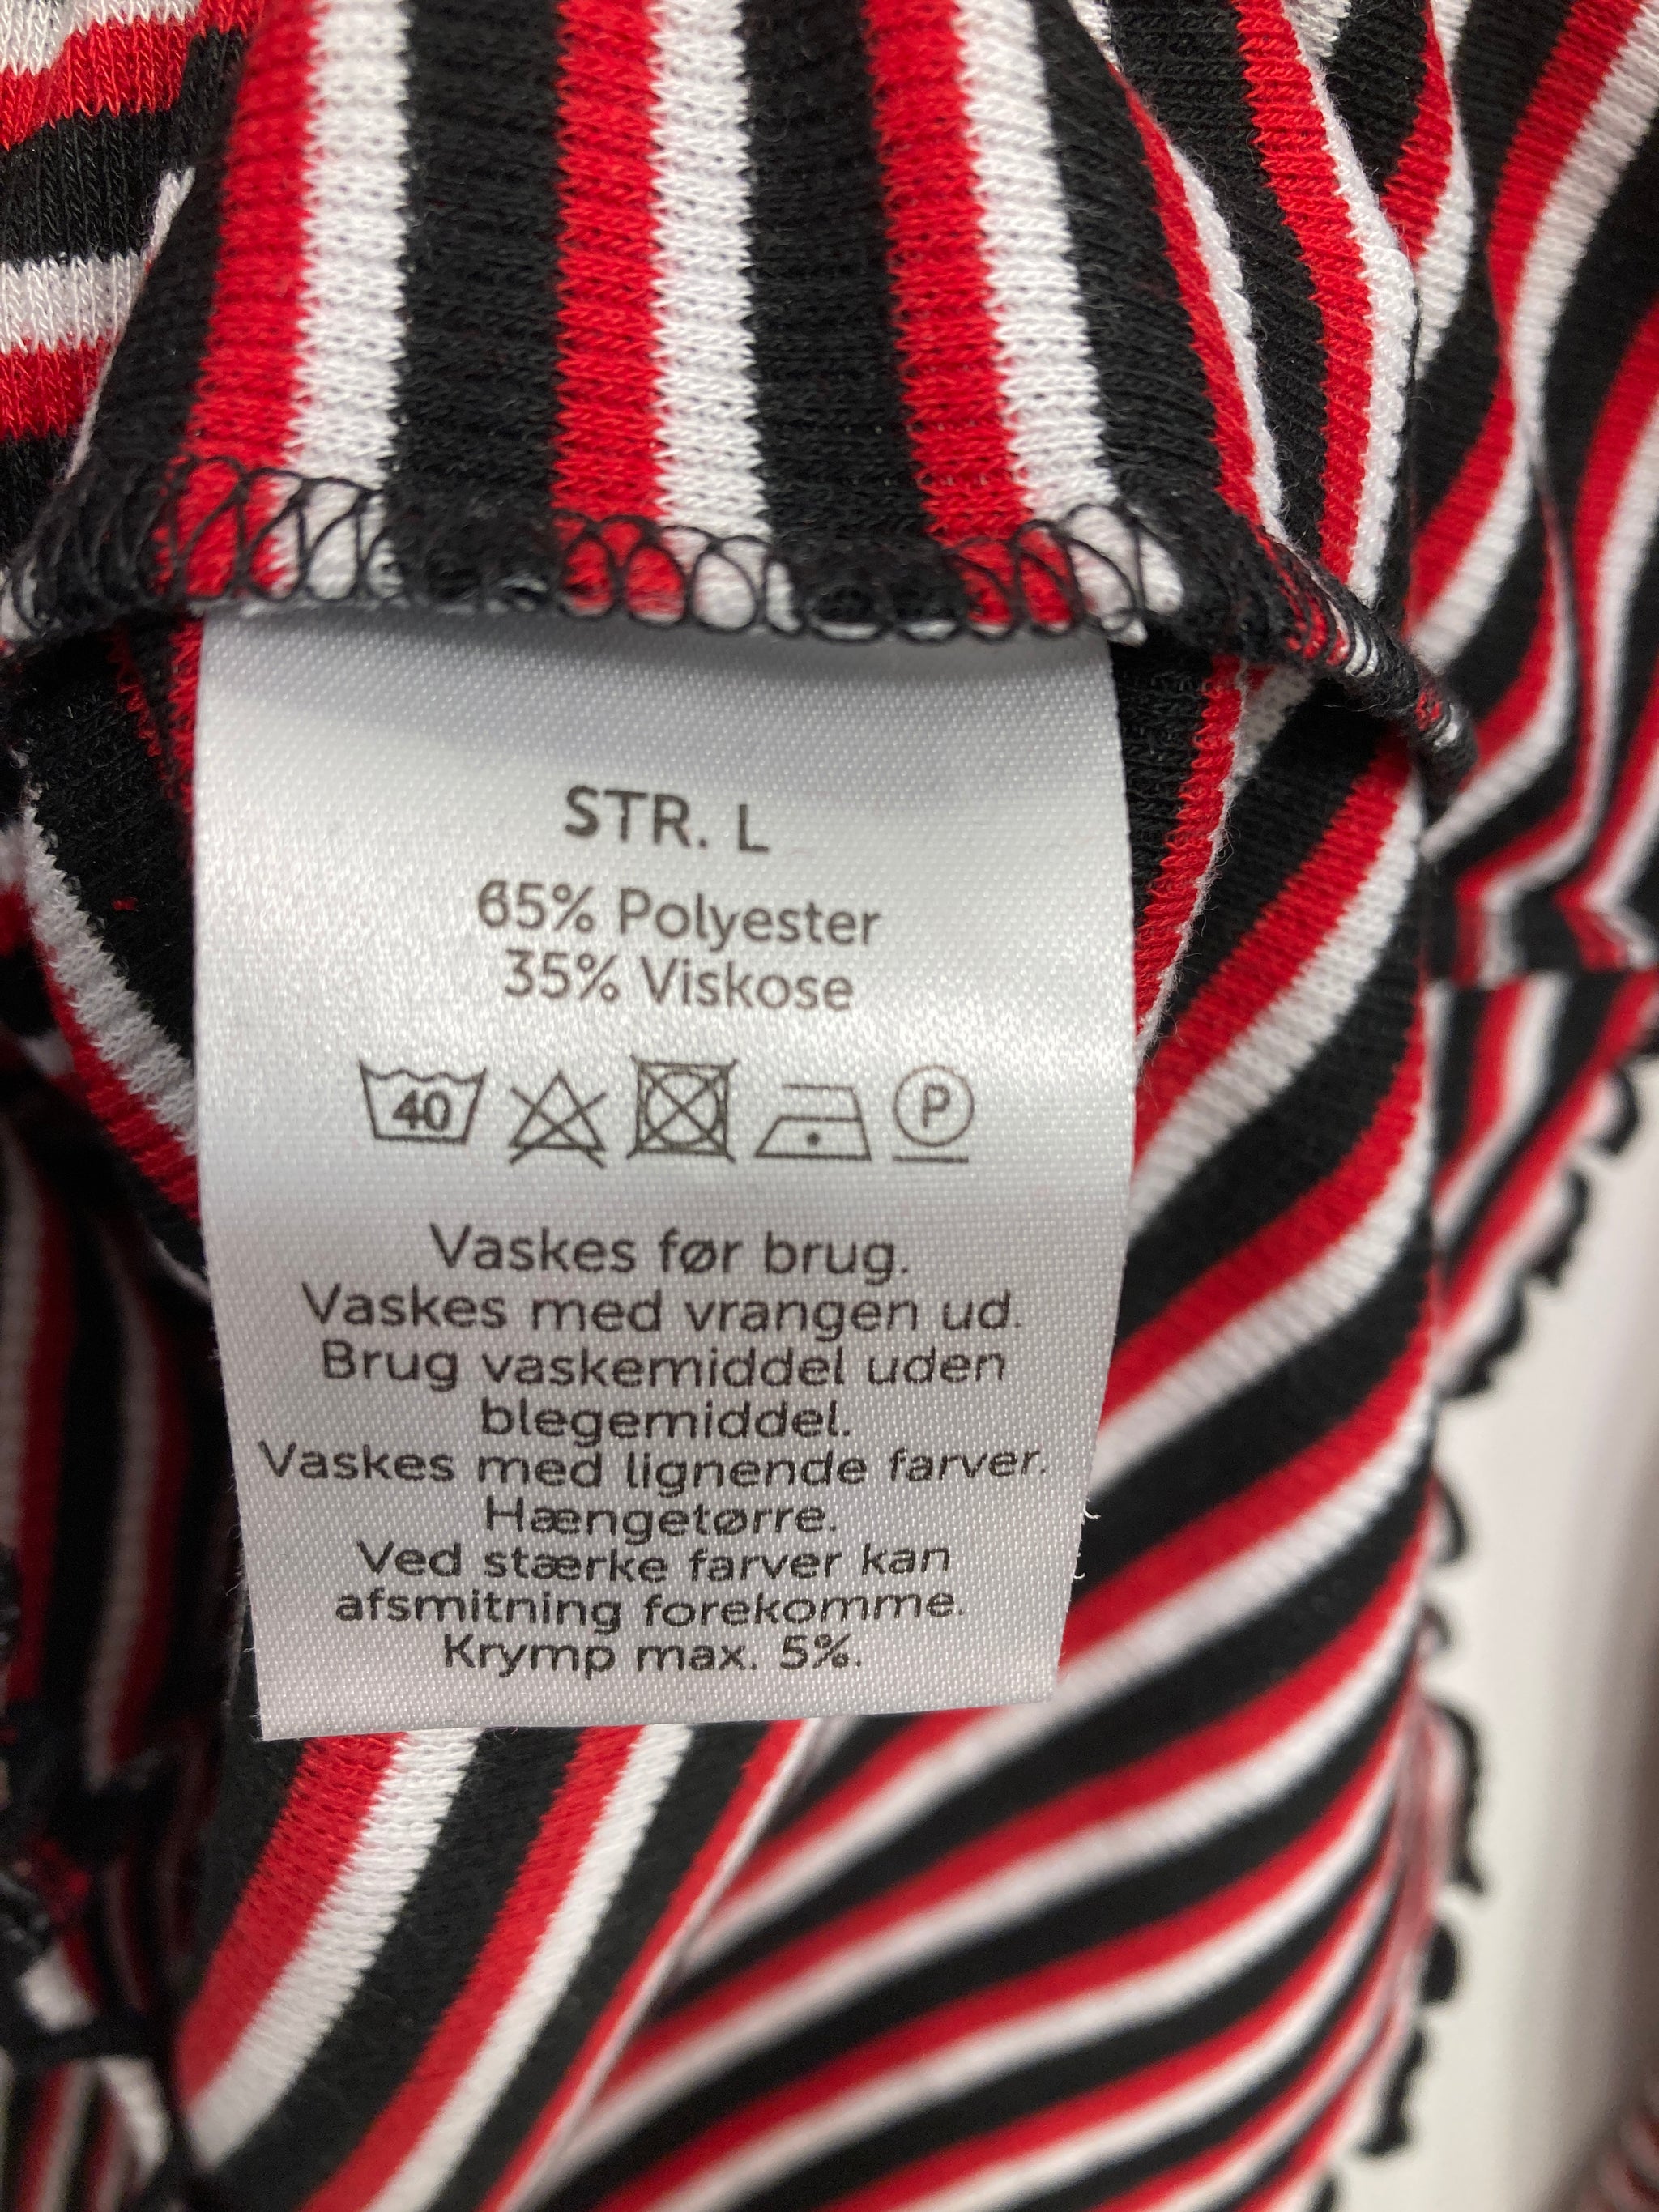 STR. L
65% Polyester
35% Viskose
40 P
Vaskes før brug.
Vaskes med vrangen ud.
Brug vaskemiddel uden
blegemiddel.
Vaskes med lignende farver.
Hængetørre.
Ved stærke farver kan
afsmitning forekomme.
Krymp max. 5%.